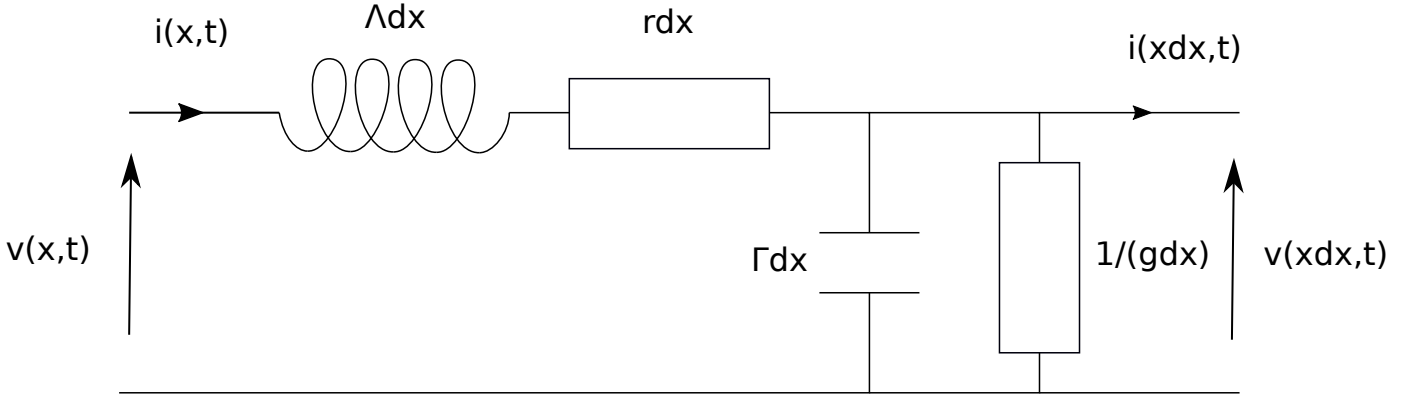 i(x,t)
Λdx
rdx
i(xdx,t)
v(x,t)
Γdx
1/(gdx)
v(xdx,t)